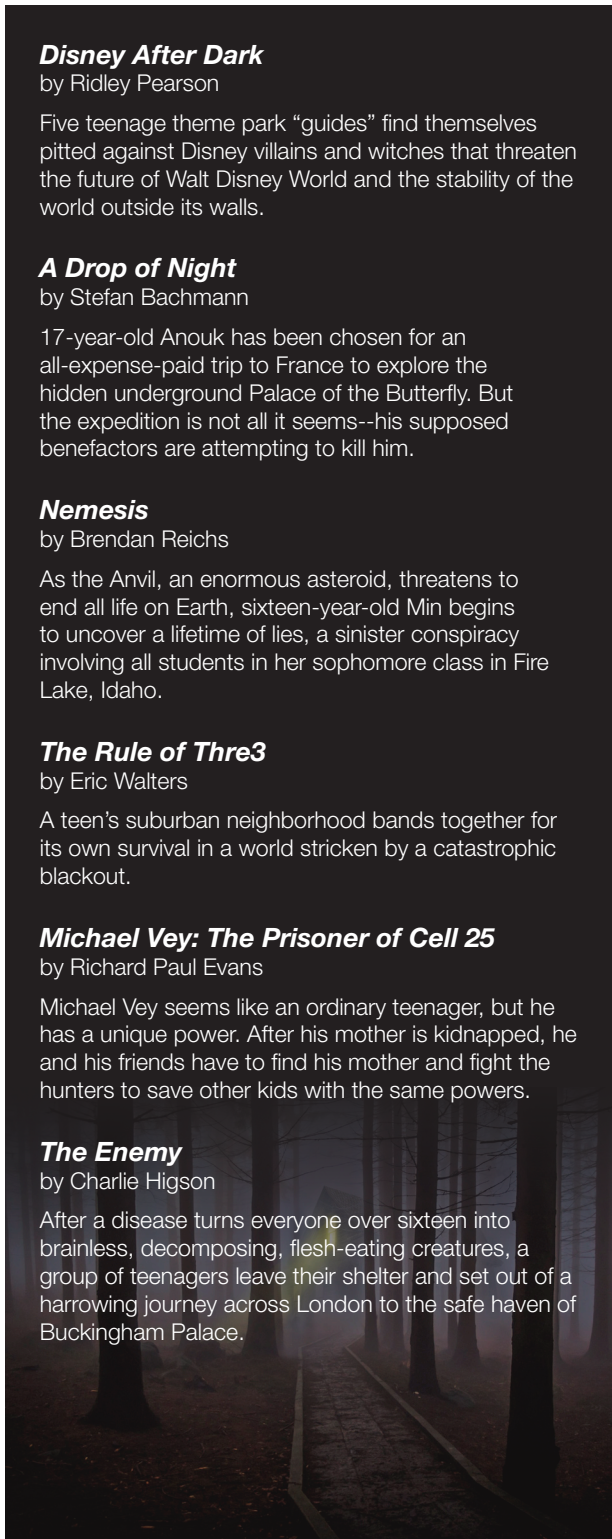 Disney After Dark
by Ridley Pearson
Five teenage theme park “guides” find themselves
pitted against Disney villains and witches that threaten
the future of Walt Disney World and the stability of the
world outside its walls.
A Drop of Night
by Stefan Bachmann
17-year-old Anouk has been chosen for an
all-expense-paid trip to France to explore the
hidden underground Palace of the Butterfly. But
the expedition is not all it seems--his supposed
benefactors are attempting to kill him.
Nemesis
by Brendan Reichs
As the Anvil, an enormous asteroid, threatens to
end all life on Earth, sixteen-year-old Min begins
to uncover a lifetime of lies, a sinister conspiracy
involving all students in her sophomore class in Fire
Lake, Idaho.
The Rule of Thre3
by Eric Walters
A teen’s suburban neighborhood bands together for
its own survival in a world stricken by a catastrophic
blackout.
Michael Vey: The Prisoner of Cell 25
by Richard Paul Evans
Michael Vey seems like an ordinary teenager, but he
has a unique power. After his mother is kidnapped, he
and his friends have to find his mother and fight the
hunters to save other kids with the same powers.
The Enemy
by Charlie Higson
After a disease turns everyone over sixteen into
brainless, decomposing, flesh-eating creatures, a
group of teenagers leave their shelter and set out of a
harrowing journey across London to the safe haven of
Buckingham Palace.